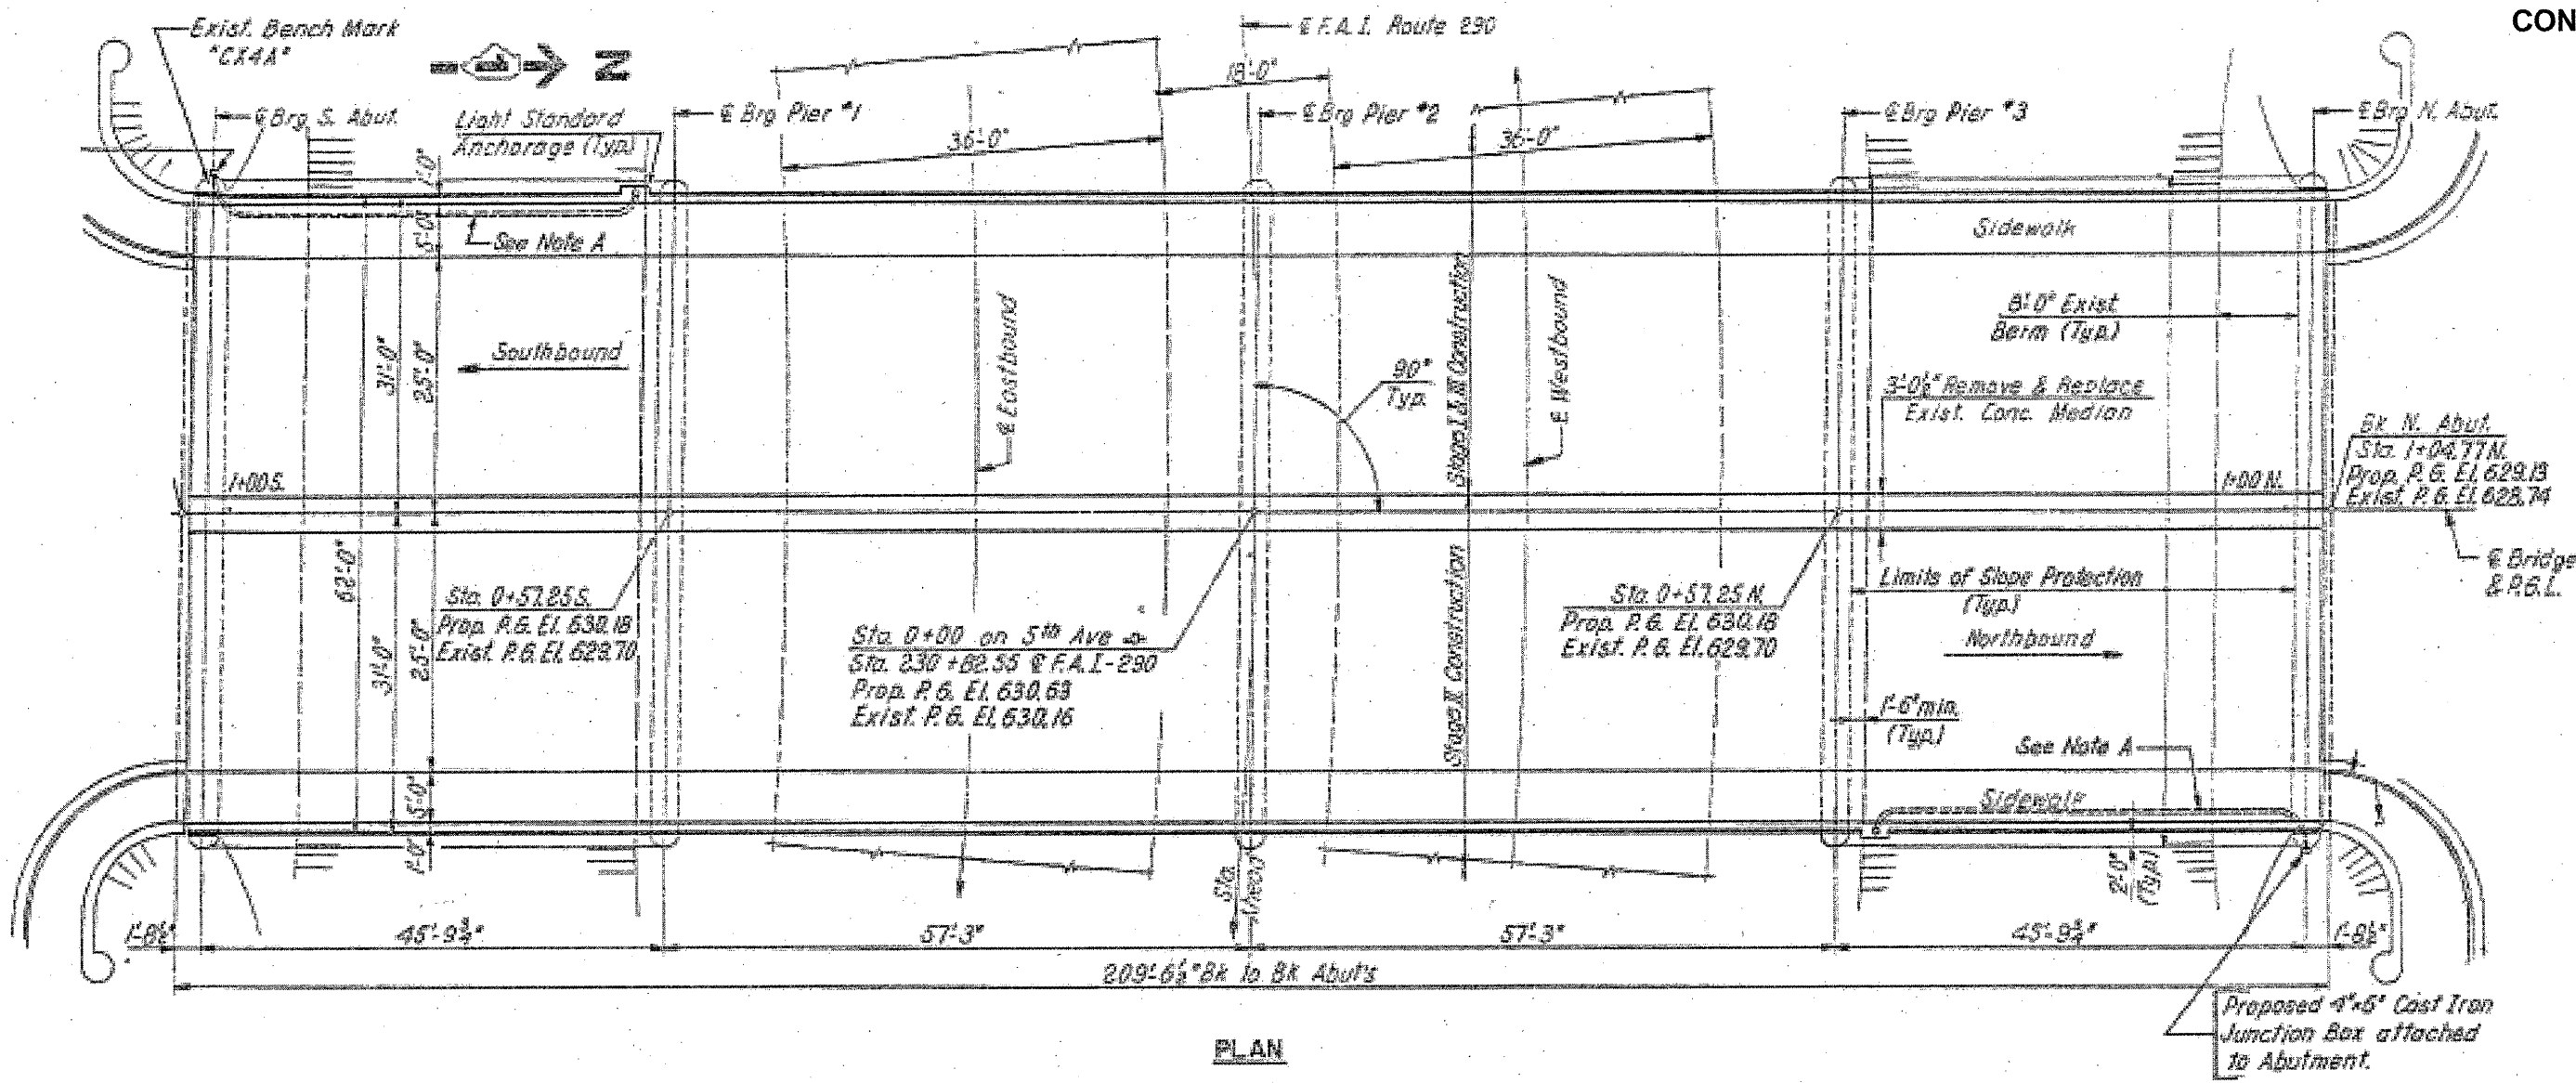 CON
Exist. Bench Mark
"CX4A"
N
℄ F.A.I. Route 290
18'-0"
℄ Brg S. Abut.
Light Standard
Anchorage (Typ)
℄ Brg Pier #1
36'-0"
℄ Brg Pier #2
36'-0"
℄ Brg Pier #3
℄ Brg N. Abut.
1'-0"
5'-0"
See Note A
Sidewalk
31'-0"
25'-0"
Southbound
℄ Eastbound
Stage I & III Construction
℄ Westbound
90°
Typ.
8'-0" Exist.
Berm (Typ.)
3'-0½" Remove & Replace
Exist. Conc. Median
Bk N. Abut.
Sta. 1+04.77 N.
Prop. P.G. El. 629.13
Exist. P.G. El. 628.74
1+00 S.
1+00 N.
℄ Bridge
& P.G.L.
62'-0"
31'-0"
25'-0"
Sta. 0+57.25 S.
Prop. P.G. El. 630.18
Exist. P.G. El. 629.70
Sta. 0+00 on 5th Ave =
Sta. 230+82.55 ℄ F.A.I.-290
Prop. P.G. El. 630.69
Exist. P.G. El. 630.16
Stage II Construction
Sta. 0+57.25 N.
Prop. P.G. El. 630.18
Exist. P.G. El. 629.70
Limits of Slope Protection
(Typ.)
Northbound
1'-6" min.
(Typ.)
See Note A
Sidewalk
5'-0"
1'-0"
2'-0"
(Typ.)
Sta.
Ahead
1'-8½"
45'-9¾"
57'-3"
57'-3"
45'-9¾"
1'-8½"
209'-6½" Bk to Bk Abut's
PLAN
Proposed 4"x6" Cast Iron
Junction Box attached
to Abutment.